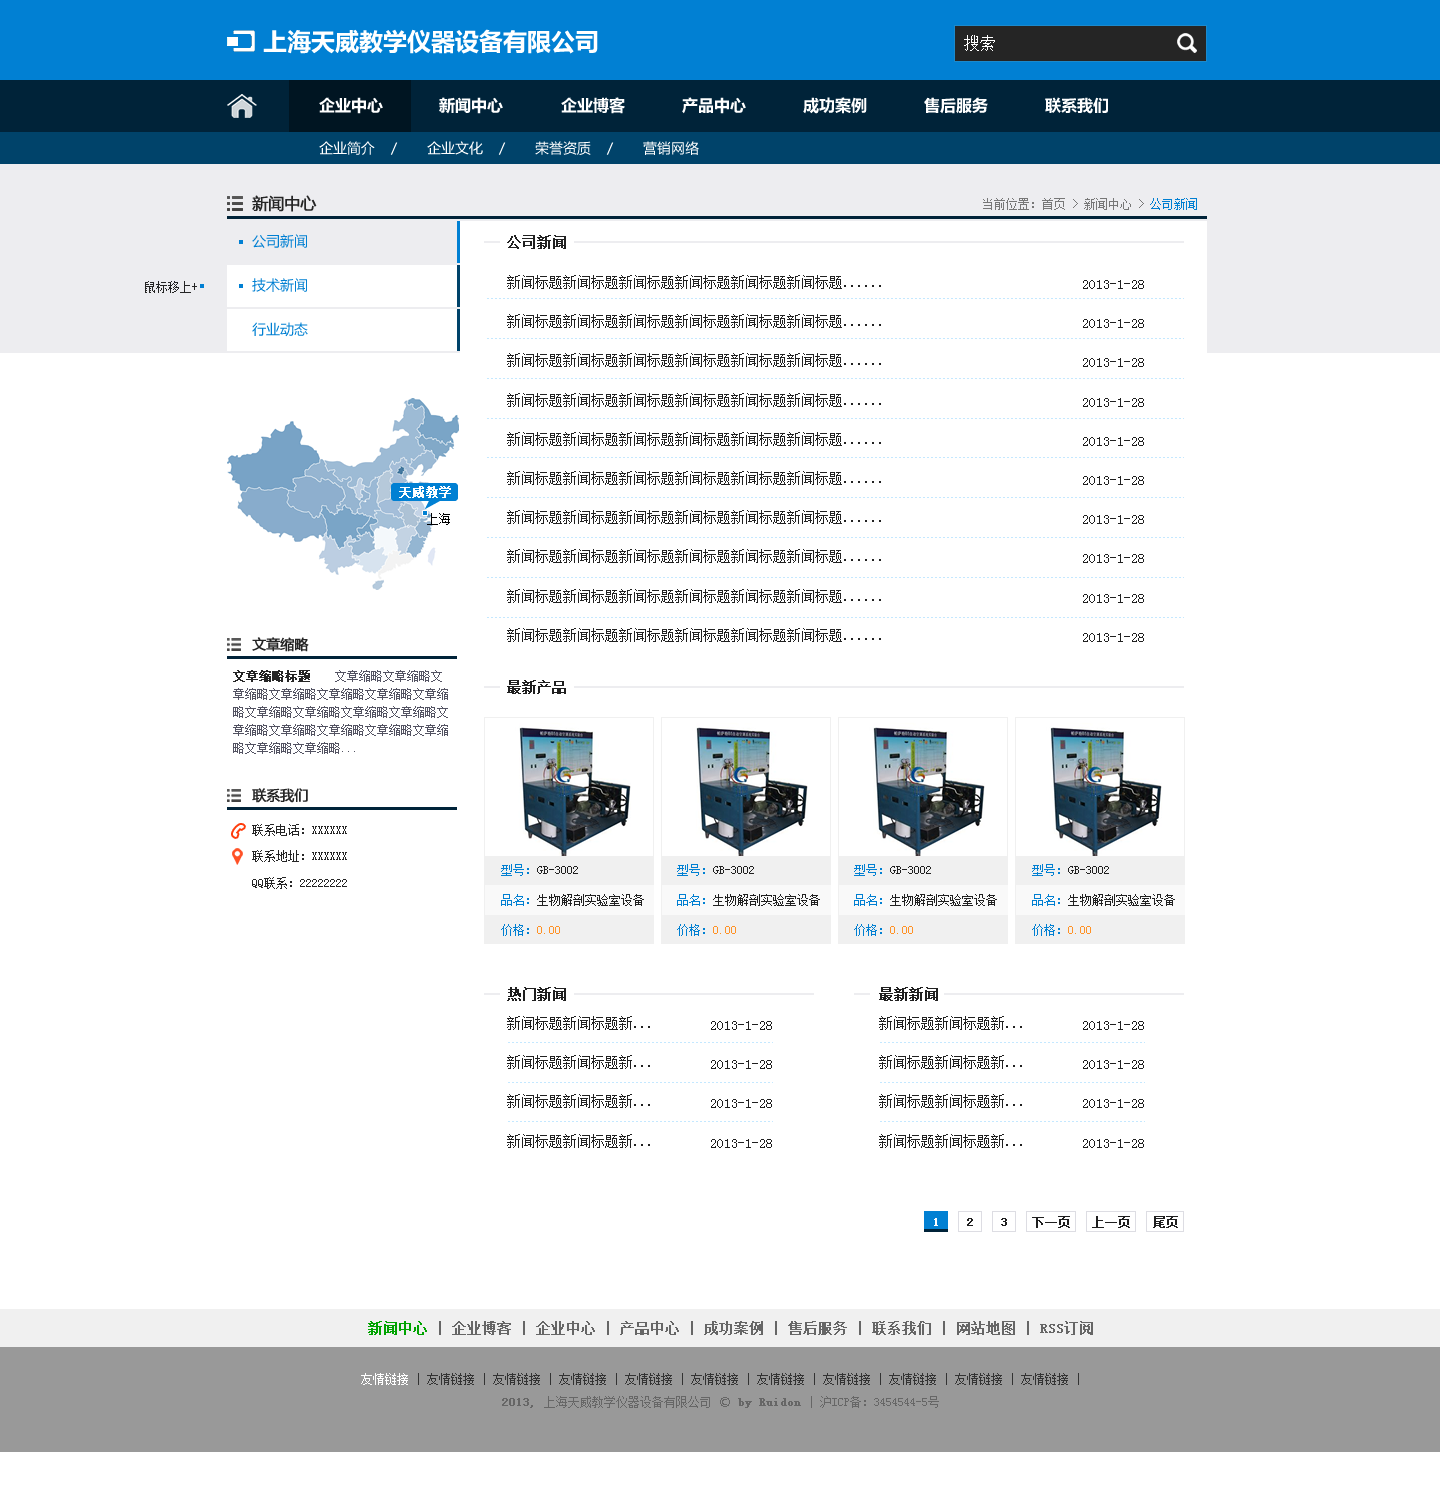 上海天威教学仪器设备有限公司
搜索
企业中心 新闻中心 企业博客 产品中心 成功案例 售后服务 联系我们
企业简介 / 企业文化 / 荣誉资质 / 营销网络
新闻中心
当前位置：首页 > 新闻中心 > 公司新闻
公司新闻
技术新闻
鼠标移上+
行业动态
天威教学
上海
文章缩略
文章缩略标题 文章缩略文章缩略文
章缩略文章缩略文章缩略文章缩略文章缩
略文章缩略文章缩略文章缩略文章缩略文
章缩略文章缩略文章缩略文章缩略文章缩
略文章缩略文章缩略...
联系我们
联系电话：XXXXXX
联系地址：XXXXXX
QQ联系：22222222
公司新闻
新闻标题新闻标题新闻标题新闻标题新闻标题新闻标题...... 2013-1-28
新闻标题新闻标题新闻标题新闻标题新闻标题新闻标题...... 2013-1-28
新闻标题新闻标题新闻标题新闻标题新闻标题新闻标题...... 2013-1-28
新闻标题新闻标题新闻标题新闻标题新闻标题新闻标题...... 2013-1-28
新闻标题新闻标题新闻标题新闻标题新闻标题新闻标题...... 2013-1-28
新闻标题新闻标题新闻标题新闻标题新闻标题新闻标题...... 2013-1-28
新闻标题新闻标题新闻标题新闻标题新闻标题新闻标题...... 2013-1-28
新闻标题新闻标题新闻标题新闻标题新闻标题新闻标题...... 2013-1-28
新闻标题新闻标题新闻标题新闻标题新闻标题新闻标题...... 2013-1-28
新闻标题新闻标题新闻标题新闻标题新闻标题新闻标题...... 2013-1-28
最新产品
型号：GB-3002 型号：GB-3002 型号：GB-3002 型号：GB-3002
品名：生物解剖实验室设备 品名：生物解剖实验室设备 品名：生物解剖实验室设备 品名：生物解剖实验室设备
价格：0.00 价格：0.00 价格：0.00 价格：0.00
热门新闻
新闻标题新闻标题新... 2013-1-28
新闻标题新闻标题新... 2013-1-28
新闻标题新闻标题新... 2013-1-28
新闻标题新闻标题新... 2013-1-28
最新新闻
新闻标题新闻标题新... 2013-1-28
新闻标题新闻标题新... 2013-1-28
新闻标题新闻标题新... 2013-1-28
新闻标题新闻标题新... 2013-1-28
1 2 3 下一页 上一页 尾页
新闻中心 | 企业博客 | 企业中心 | 产品中心 | 成功案例 | 售后服务 | 联系我们 | 网站地图 | RSS订阅
友情链接 | 友情链接 | 友情链接 | 友情链接 | 友情链接 | 友情链接 | 友情链接 | 友情链接 | 友情链接 | 友情链接 | 友情链接 |
2013, 上海天威教学仪器设备有限公司 © by Ruidon | 沪ICP备：3454544-5号